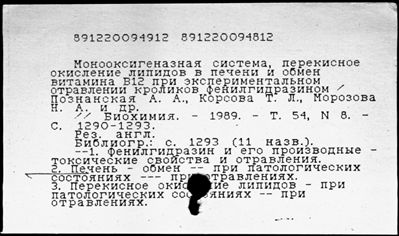 891220094912 891220094812
Монооксигеназная система, перекисное
окисление липидов в печени и обмен
витамина B12 при экспериментальном
отравлении кроликов фенилгидразином /
Познанская А. А., Корсова Т. Л., Морозова
Н. А. и др.
// Биохимия. - 1989. - Т. 54, N 8. -
С. 1290-1293.
Рез. англ.
Библиогр.: с. 1293 (11 назв.).
--1. Фенилгидразин и его производные -
токсические свойства и отравления.
2. Печень - обмен -- при патологических
состояниях --- при отравлениях.
3. Перекисное окисление липидов - при
патологических состояниях -- при
отравлениях.